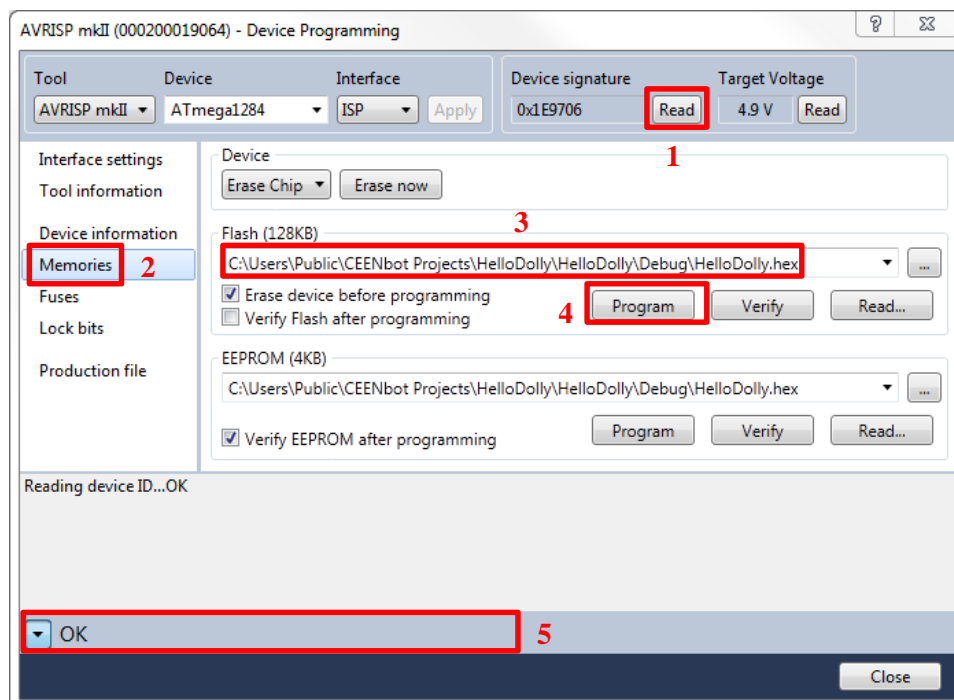 AVRISP mkII (000200019064) - Device Programming
Tool Device Interface Device signature Target Voltage
AVRISP mkII ATmega1284 ISP Apply 0x1E9706 Read 4.9 V Read
1
Interface settings
Tool information
Device information
Memories 2
Fuses
Lock bits
Production file
Device
Erase Chip Erase now
3
Flash (128KB)
C:\Users\Public\CEENbot Projects\HelloDolly\HelloDolly\Debug\HelloDolly.hex ...
Erase device before programming
Verify Flash after programming
4 Program Verify Read...
EEPROM (4KB)
C:\Users\Public\CEENbot Projects\HelloDolly\HelloDolly\Debug\HelloDolly.hex ...
Verify EEPROM after programming Program Verify Read...
Reading device ID...OK
OK 5
Close